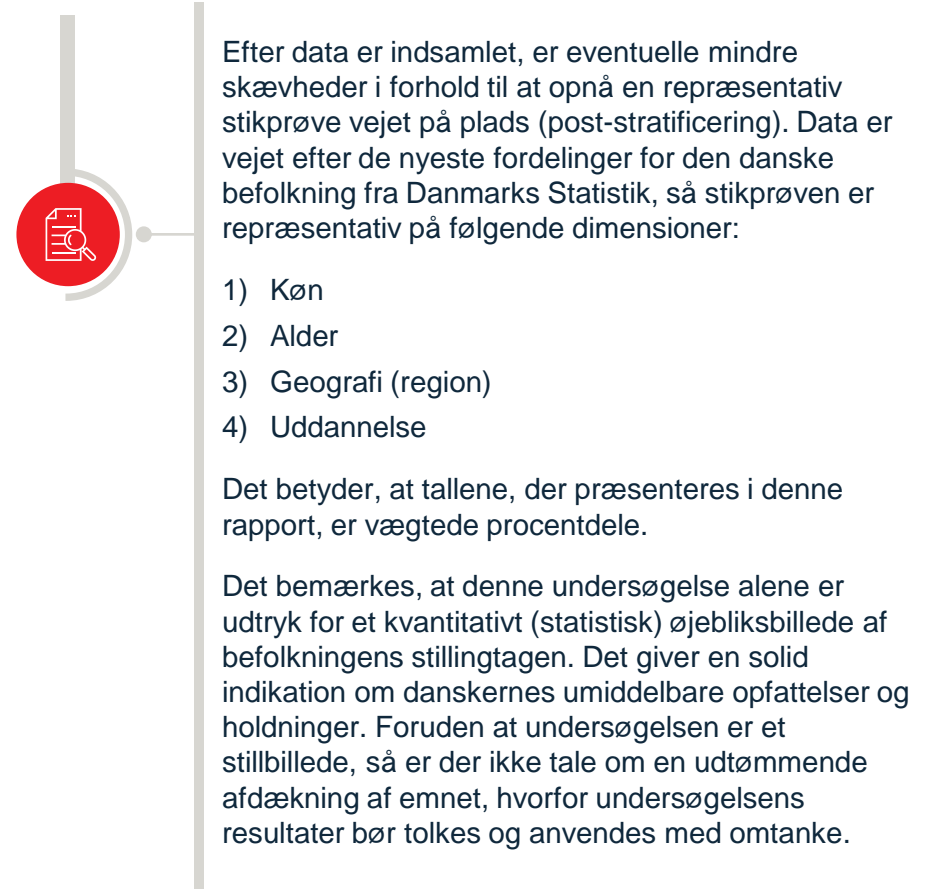 Efter data er indsamlet, er eventuelle mindre
skævheder i forhold til at opnå en repræsentativ
stikprøve vejet på plads (post-stratificering). Data er
vejet efter de nyeste fordelinger for den danske
befolkning fra Danmarks Statistik, så stikprøven er
repræsentativ på følgende dimensioner:
1) Køn
2) Alder
3) Geografi (region)
4) Uddannelse
Det betyder, at tallene, der præsenteres i denne
rapport, er vægtede procentdele.
Det bemærkes, at denne undersøgelse alene er
udtryk for et kvantitativt (statistisk) øjebliksbillede af
befolkningens stillingtagen. Det giver en solid
indikation om danskernes umiddelbare opfattelser og
holdninger. Foruden at undersøgelsen er et
stillbillede, så er der ikke tale om en udtømmende
afdækning af emnet, hvorfor undersøgelsens
resultater bør tolkes og anvendes med omtanke.